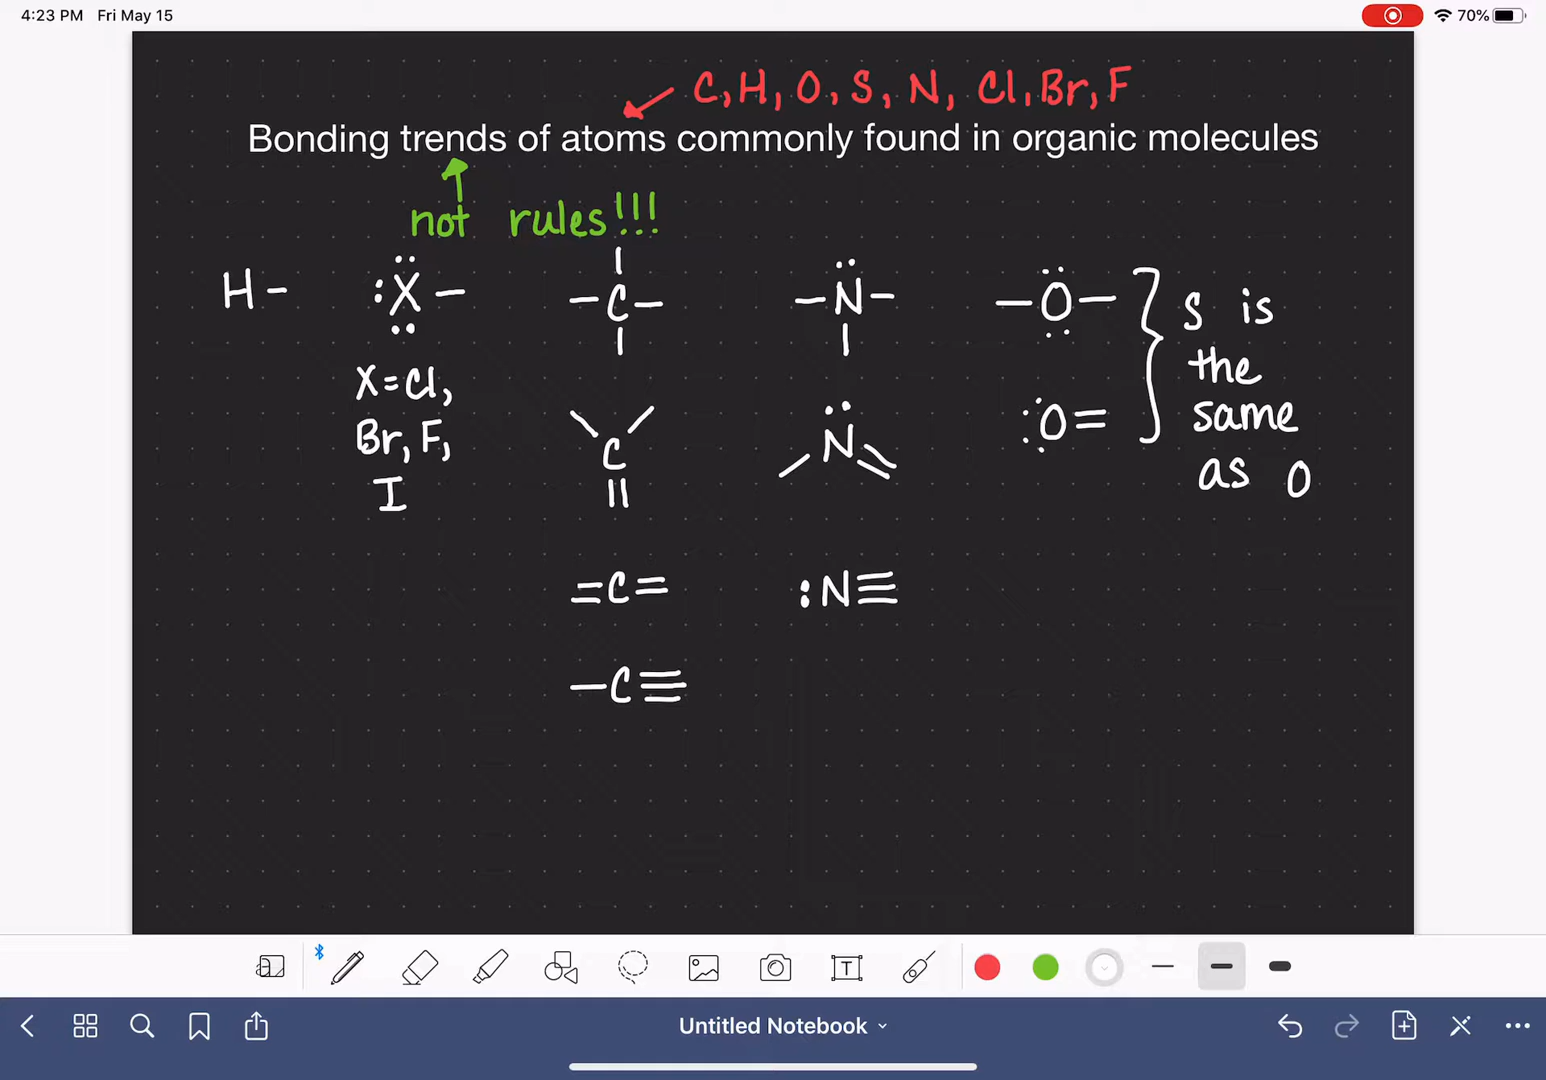 4:23 PM Fri May 15
70%
C, H, O, S, N, Cl, Br, F
Bonding trends of atoms commonly found in organic molecules
not rules!!!
H–
:Ẍ–
X=Cl,
Br, F,
I
–C–
C
=C=
–C≡
–N–
N
:N≡
–O–
:O=
S is
the
same
as O
T
Untitled Notebook